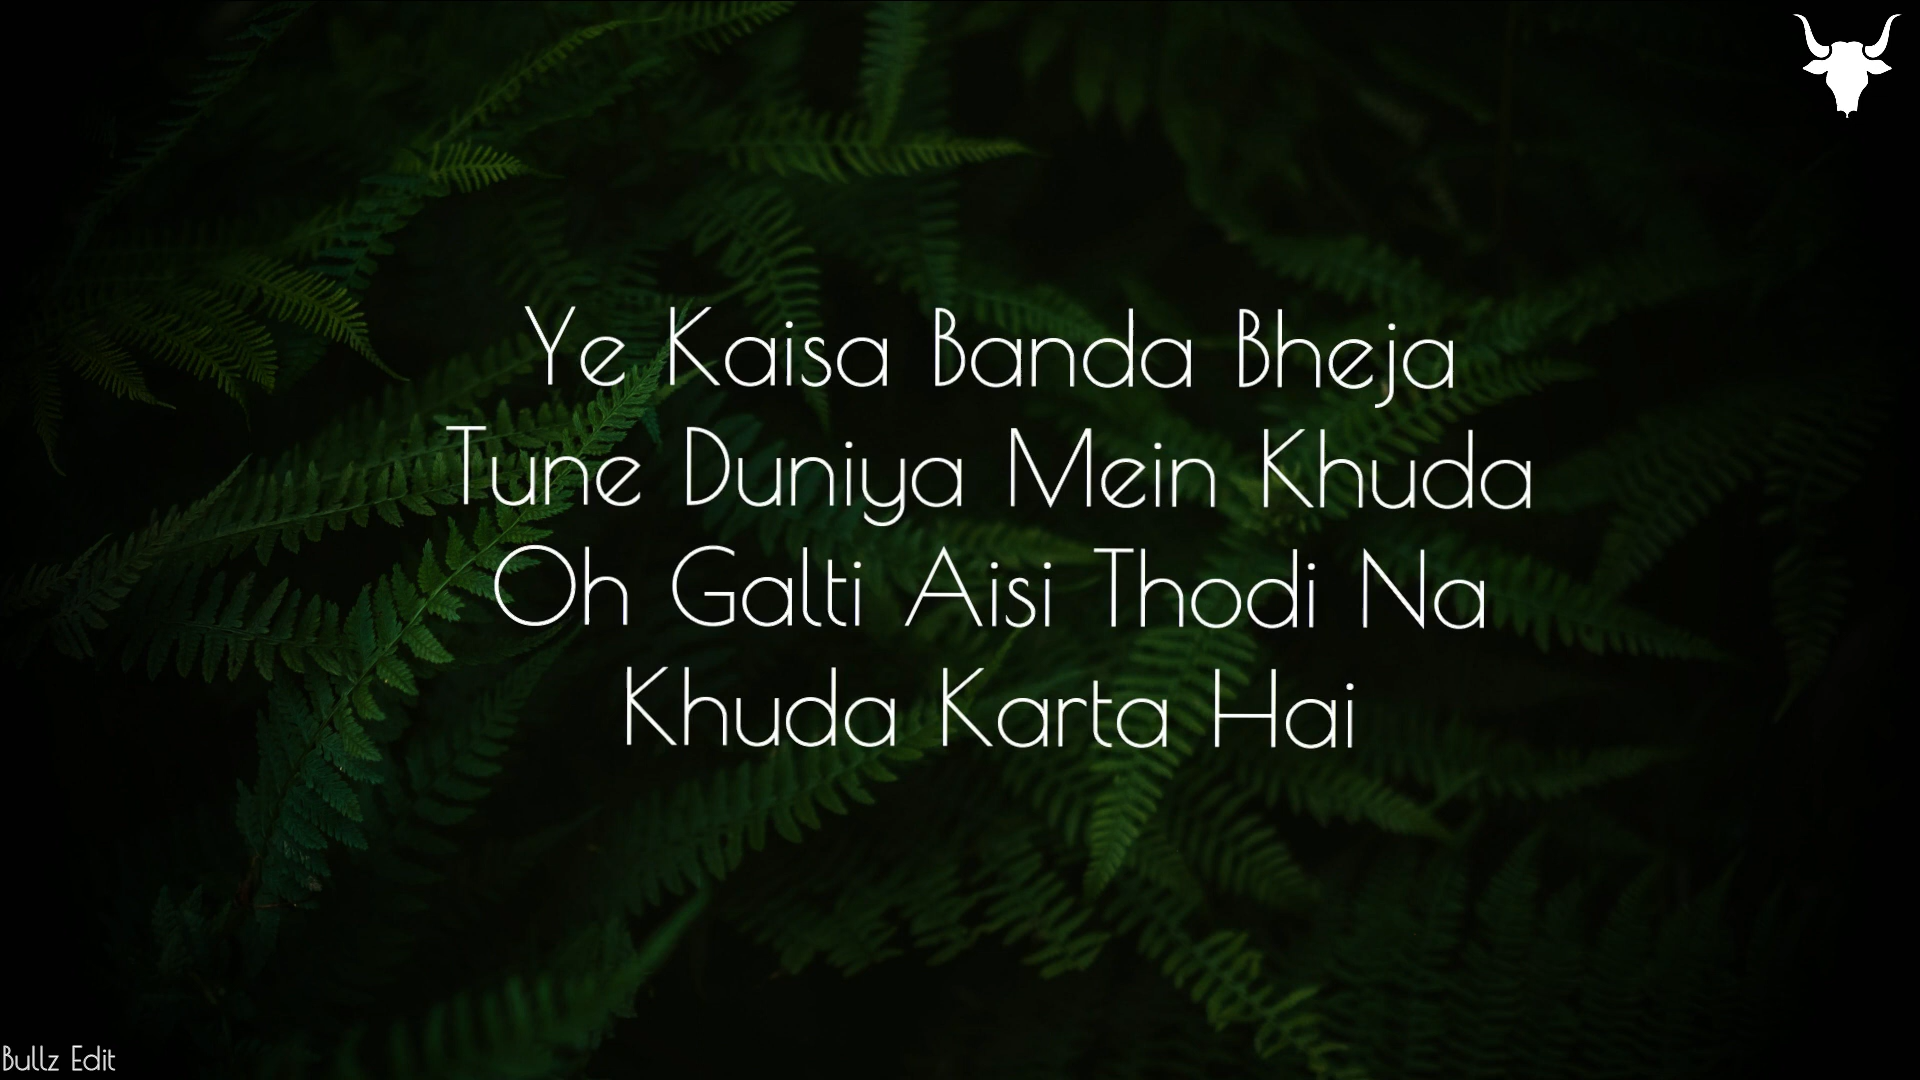 Ye Kaisa Banda Bheja
Tune Duniya Mein Khuda
Oh Galti Aisi Thodi Na
Khuda Karta Hai
Bullz Edit